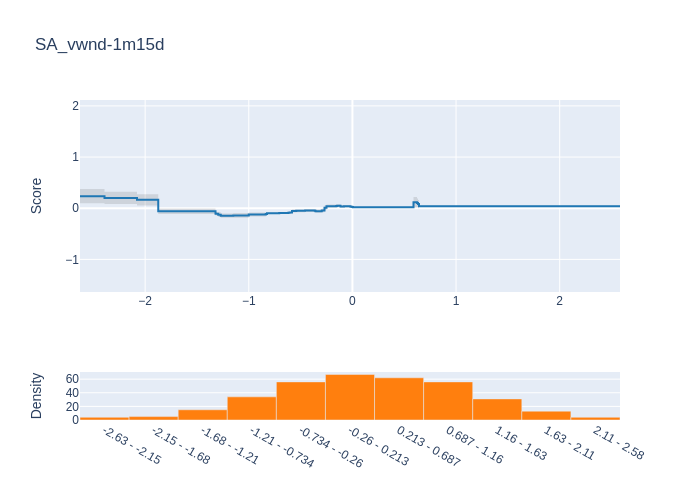 SA_vwnd-1m15d
2
1
0
−1
Score
−2
−1
0
1
2
60
40
20
0
Density
-2.63 - -2.15
-2.15 - -1.68
-1.68 - -1.21
-1.21 - -0.734
-0.734 - -0.26
-0.26 - 0.213
0.213 - 0.687
0.687 - 1.16
1.16 - 1.63
1.63 - 2.11
2.11 - 2.58